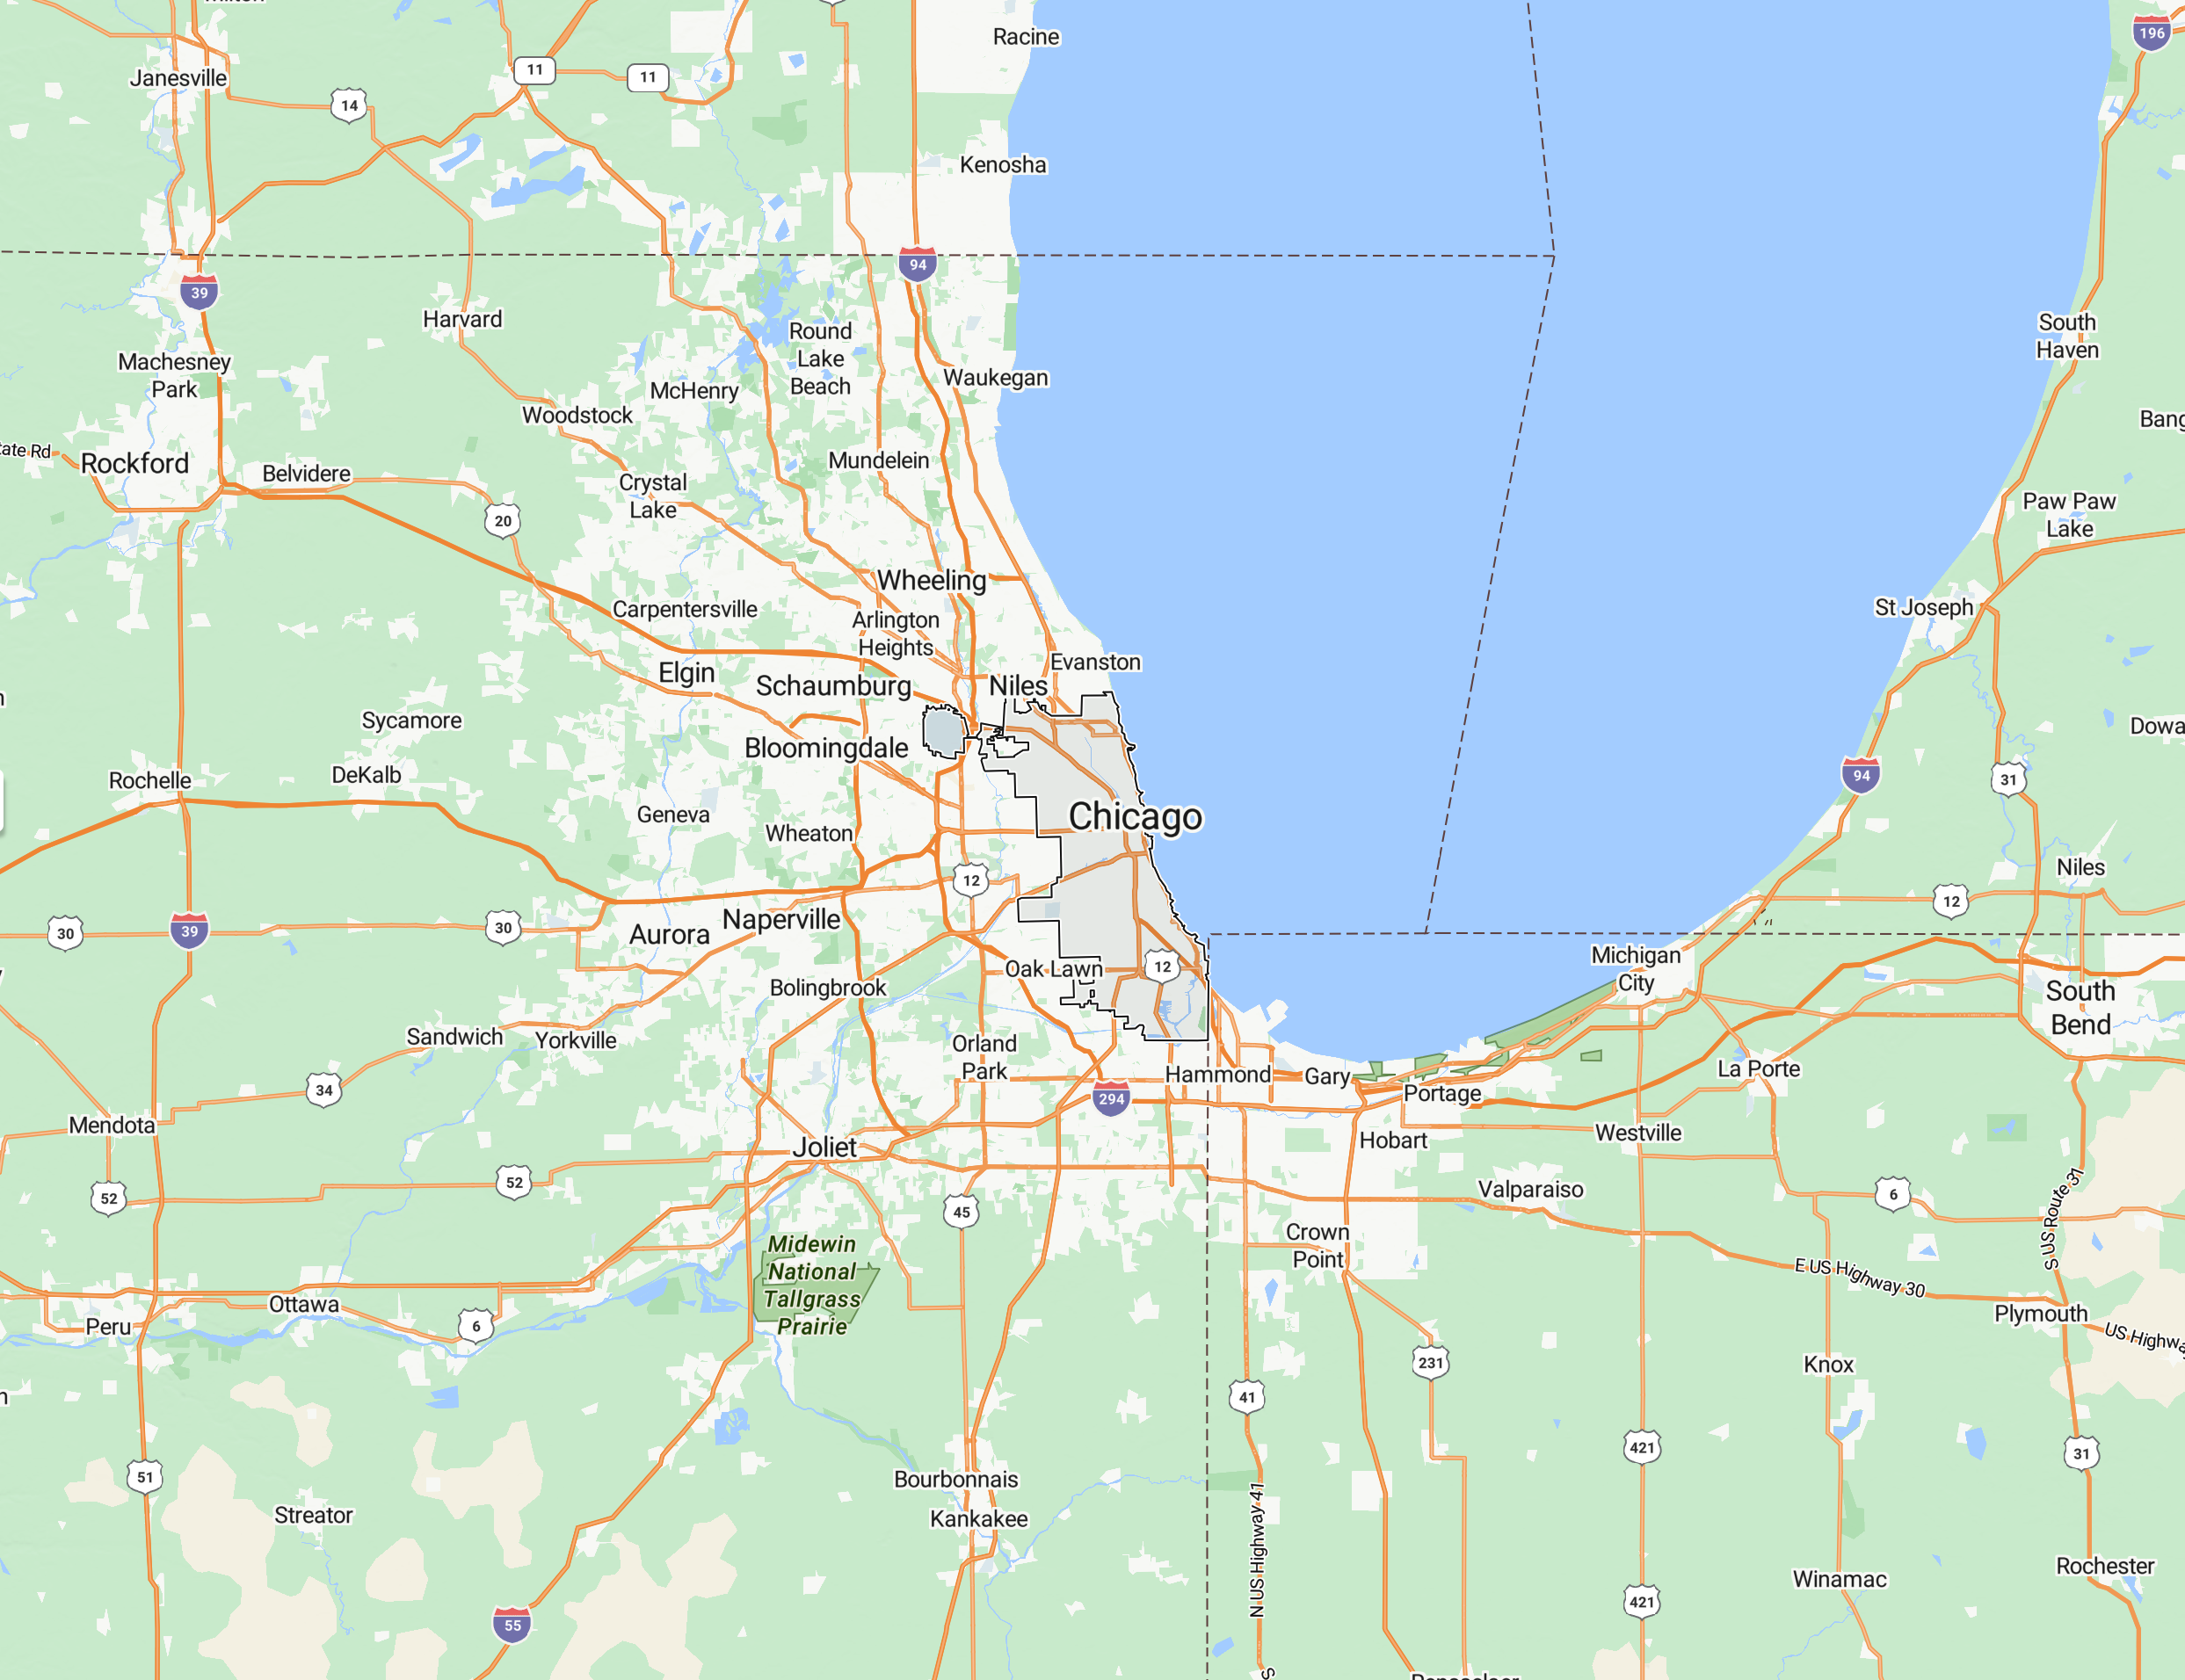 Racine
196
Janesville
11
11
14
Kenosha
94
39
Harvard
Round
Lake
Beach
South
Haven
Machesney
Park
McHenry
Waukegan
Woodstock
Rockford
Belvidere
Mundelein
Crystal
Lake
Paw Paw
Lake
20
Wheeling
Carpentersville
Arlington
Heights
St Joseph
Evanston
Elgin
Schaumburg
Niles
Sycamore
Bloomingdale
Rochelle
DeKalb
94
31
Geneva
Wheaton
Chicago
Niles
12
12
30
39
30
Naperville
Aurora
Michigan
City
Oak Lawn
12
Bolingbrook
South
Bend
Sandwich
Yorkville
Orland
Park
La Porte
34
Hammond
Gary
Portage
294
Mendota
Joliet
Hobart
Westville
52
52
45
Valparaiso
6
S US Route 31
Crown
Point
Midewin
National
Tallgrass
Prairie
E US Highway 30
Ottawa
Peru
6
Plymouth
231
Knox
41
421
31
51
Bourbonnais
Streator
Kankakee
N US Highway 41
Rochester
Winamac
421
55